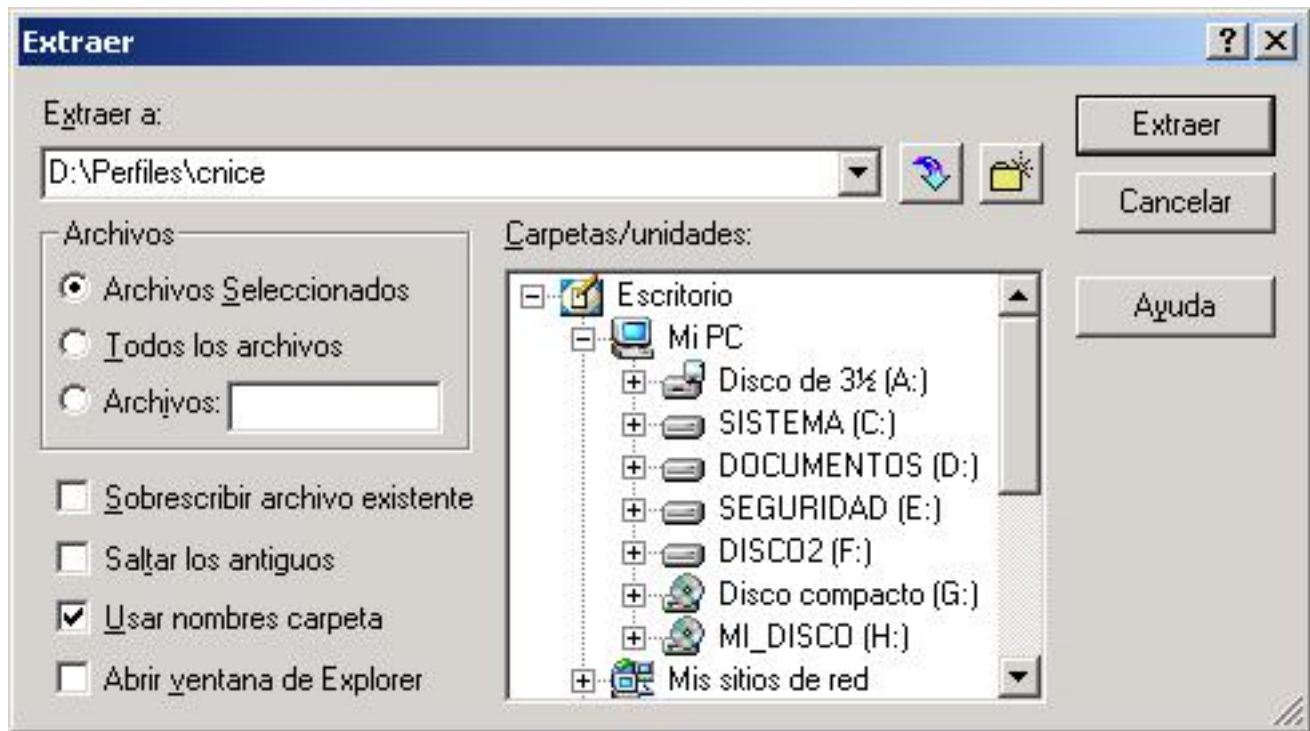 Extraer
Extraer a:
D:\Perfiles\cnice
Extraer
Cancelar
Ayuda
Archivos
Archivos Seleccionados
Todos los archivos
Archivos:
Sobrescribir archivo existente
Saltar los antiguos
Usar nombres carpeta
Abrir ventana de Explorer
Carpetas/unidades:
Escritorio
Mi PC
Disco de 3½ (A:)
SISTEMA (C:)
DOCUMENTOS (D:)
SEGURIDAD (E:)
DISCO2 (F:)
Disco compacto (G:)
MI_DISCO (H:)
Mis sitios de red